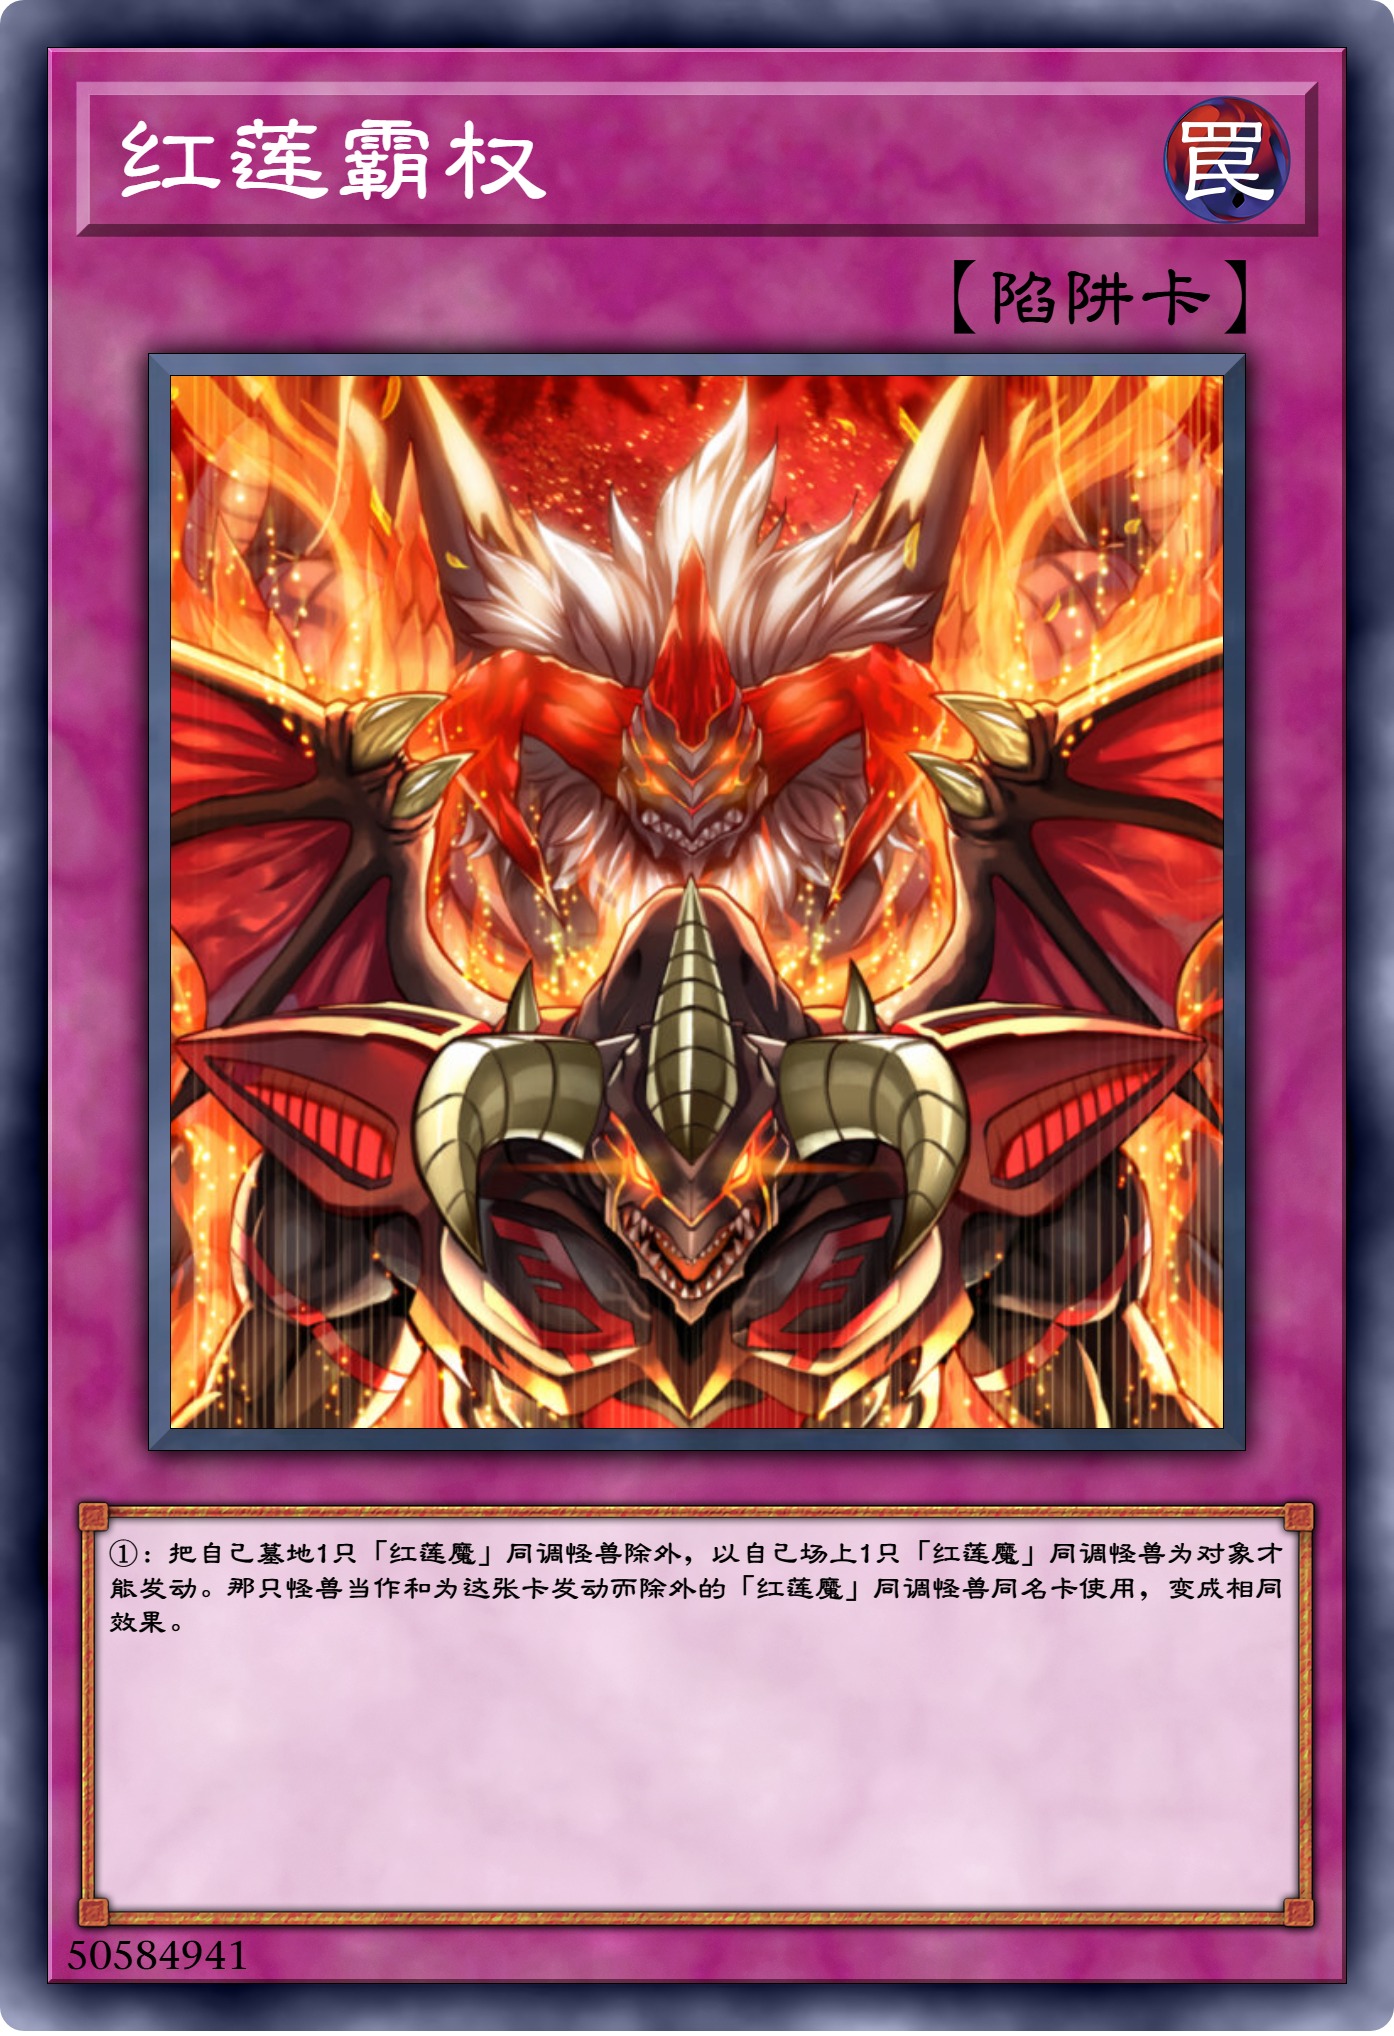 红莲霸权
罠
【陷阱卡】
①：把自己墓地1只「红莲魔」同调怪兽除外，以自己场上1只「红莲魔」同调怪兽为对象才
能发动。那只怪兽当作和为这张卡发动而除外的「红莲魔」同调怪兽同名卡使用，变成相同
效果。
50584941